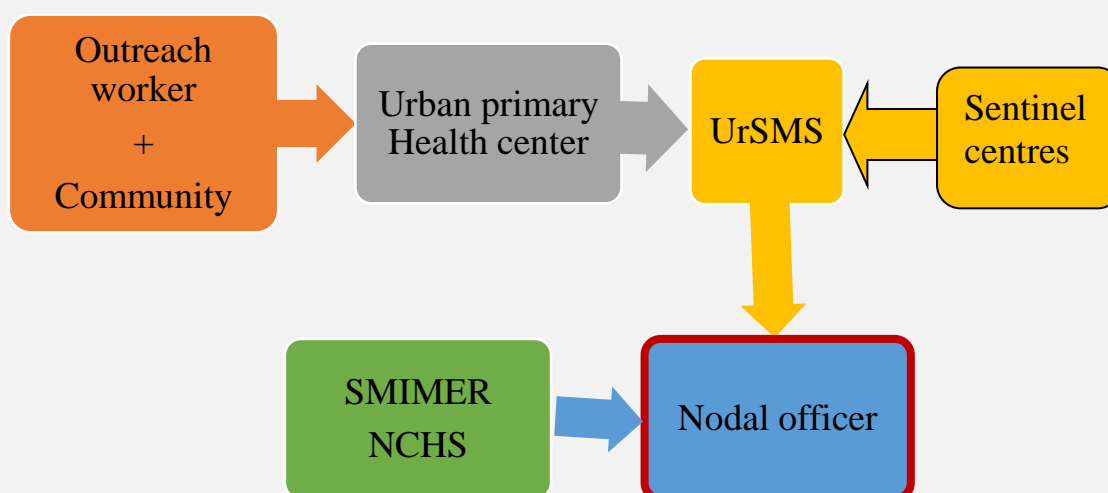 Outreach
worker
+
Community
Urban primary
Health center
UrSMS
Sentinel
centres
SMIMER
NCHS
Nodal officer